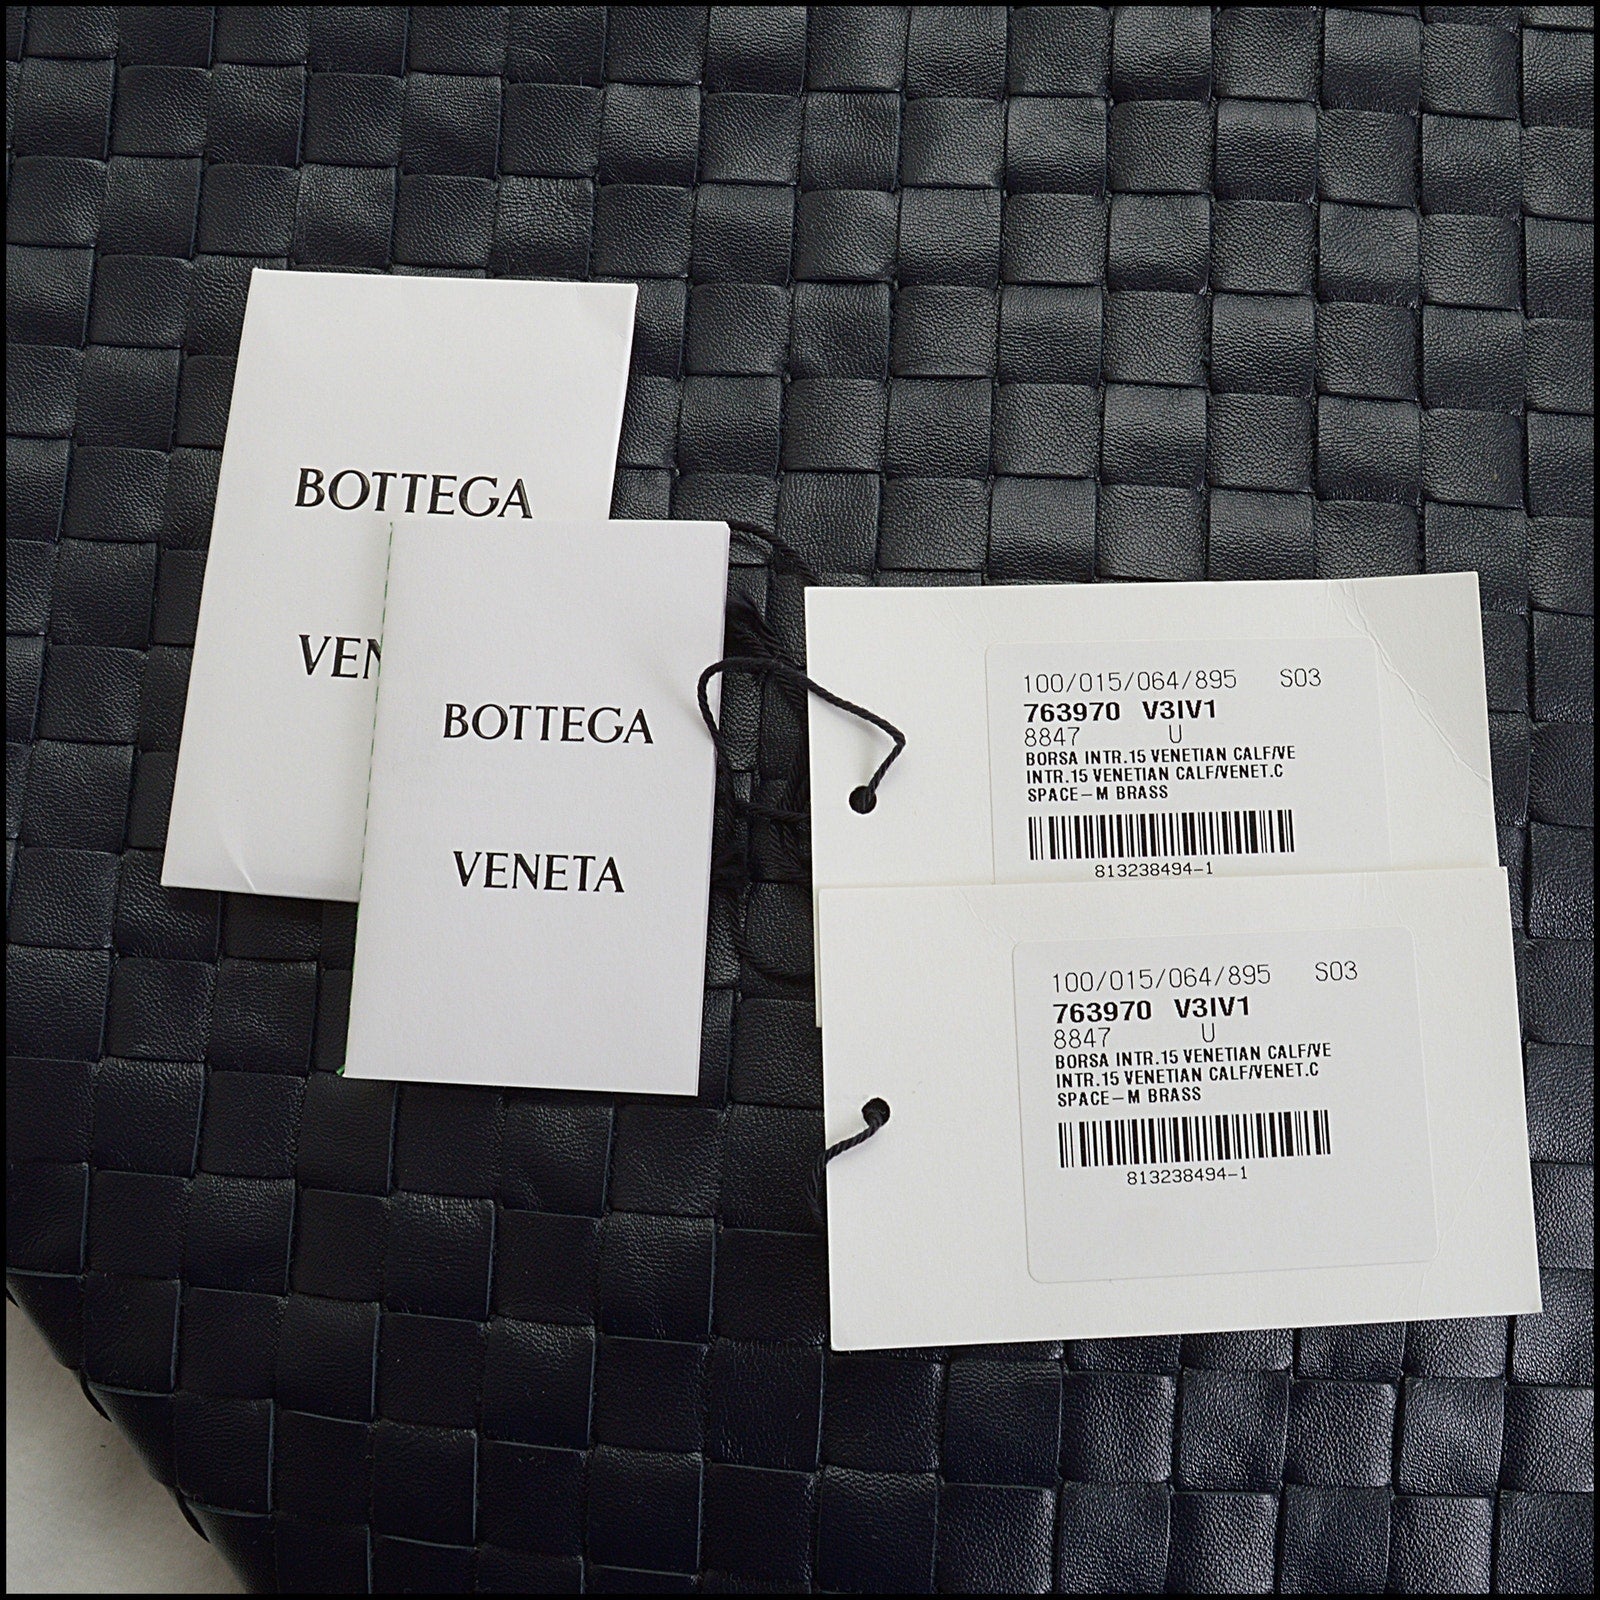 BOTTEGA
BOTTEGA
VENETA
100/015/064/895 S03
763970 V3IV1
8847 U
BORSA INTR.15 VENETIAN CALF/VE
INTR.15 VENETIAN CALF/VENET.C
SPACE-M BRASS
813238494-1
100/015/064/895 S03
763970 V3IV1
8847 U
BORSA INTR.15 VENETIAN CALF/VE
INTR.15 VENETIAN CALF/VENET.C
SPACE-M BRASS
813238494-1